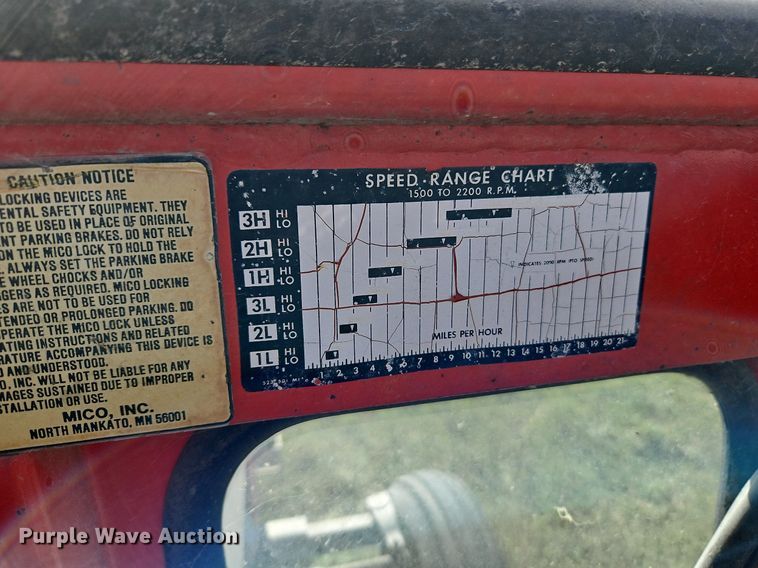 CAUTION NOTICE
LOCKING DEVICES ARE
ENTAL SAFETY EQUIPMENT. THEY
TO BE USED IN PLACE OF ORIGINAL
NT PARKING BRAKES. DO NOT RELY
ON THE MICO LOCK TO HOLD THE
ALWAYS SET THE PARKING BRAKE
E WHEEL CHOCKS AND/OR
GERS AS REQUIRED. MICO LOCKING
ES ARE NOT TO BE USED FOR
TENDED OR PROLONGED PARKING. DO
OPERATE THE MICO LOCK UNLESS
ATING INSTRUCTIONS AND RELATED
RATURE ACCOMPANYING THIS DEVICE IS
D AND UNDERSTOOD.
O, INC. WILL NOT BE LIABLE FOR ANY
MAGES SUSTAINED DUE TO IMPROPER
STALLATION OR USE.
MICO, INC.
NORTH MANKATO, MN 56001
SPEED-RANGE CHART
1500 TO 2200 R.P.M.
3H HI LO
2H HI LO
1H HI LO
3L HI LO
2L HI LO
1L HI LO
INDICATES 2090 RPM (PTO SPEED)
MILES PER HOUR
1 2 3 4 5 6 7 8 9 10 11 12 13 14 15 16 17 18 19 20 21
Purple Wave Auction